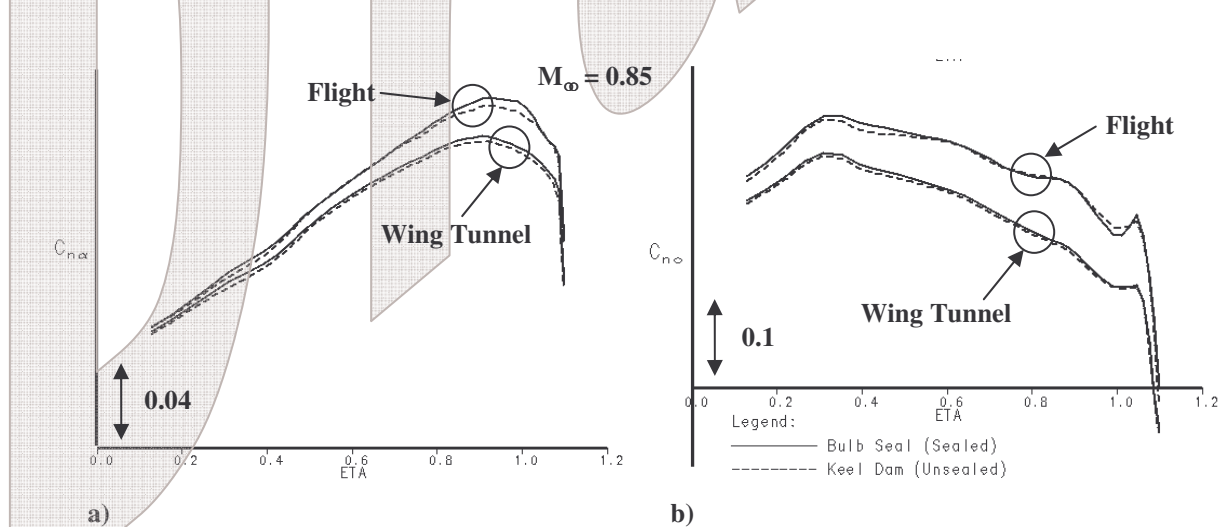 M∞ = 0.85
Flight
Wing Tunnel
Cnα
0.04
0.0 0.2 0.4 0.6 0.8 1.0 1.2
ETA
a)
Flight
Wing Tunnel
Cno
0.1
0.0 0.2 0.4 0.6 0.8 1.0 1.2
ETA
Legend:
Bulb Seal (Sealed)
Keel Dam (Unsealed)
b)